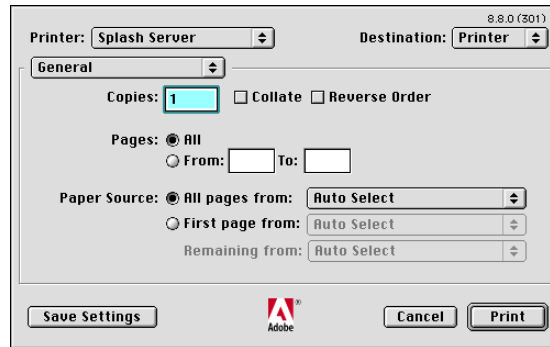 8.8.0 (301)
Printer: Splash Server Destination: Printer
General
Copies: 1 Collate Reverse Order
Pages: All
From: To:
Paper Source: All pages from: Auto Select
First page from: Auto Select
Remaining from: Auto Select
Save Settings Adobe ® Cancel Print